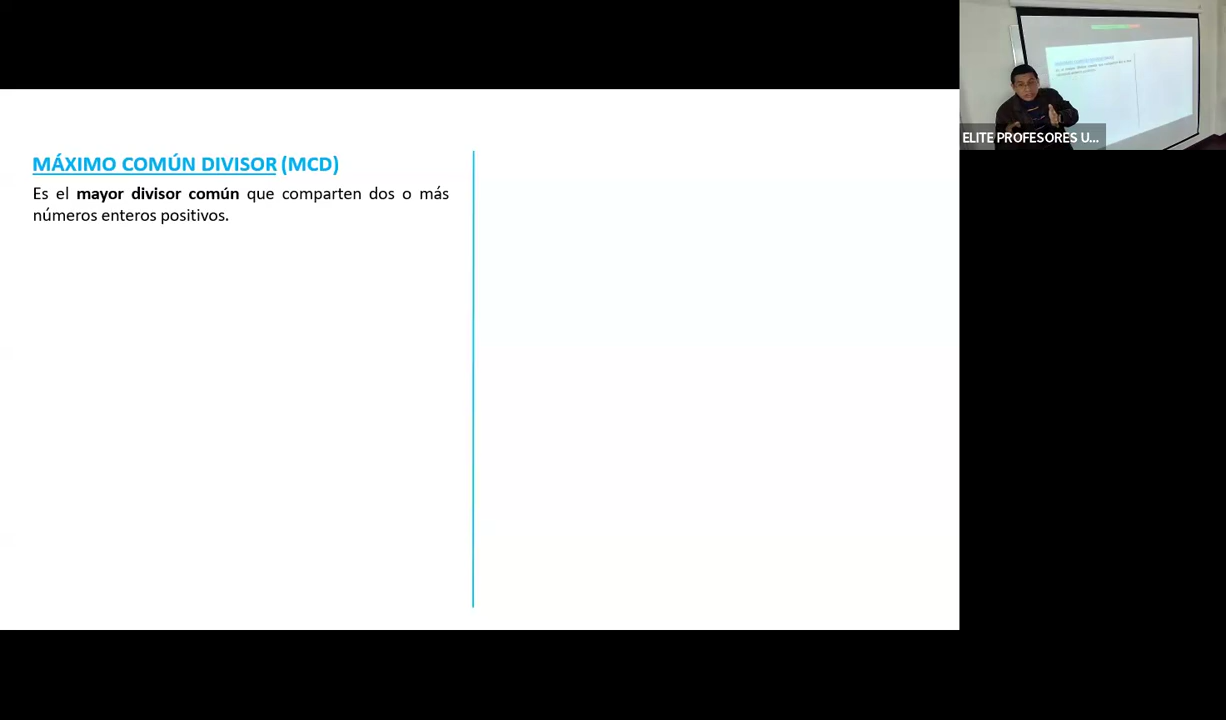 MÁXIMO COMÚN DIVISOR (MCD)
Es el mayor divisor común que comparten dos o más
números enteros positivos.
ELITE PROFESORES U...